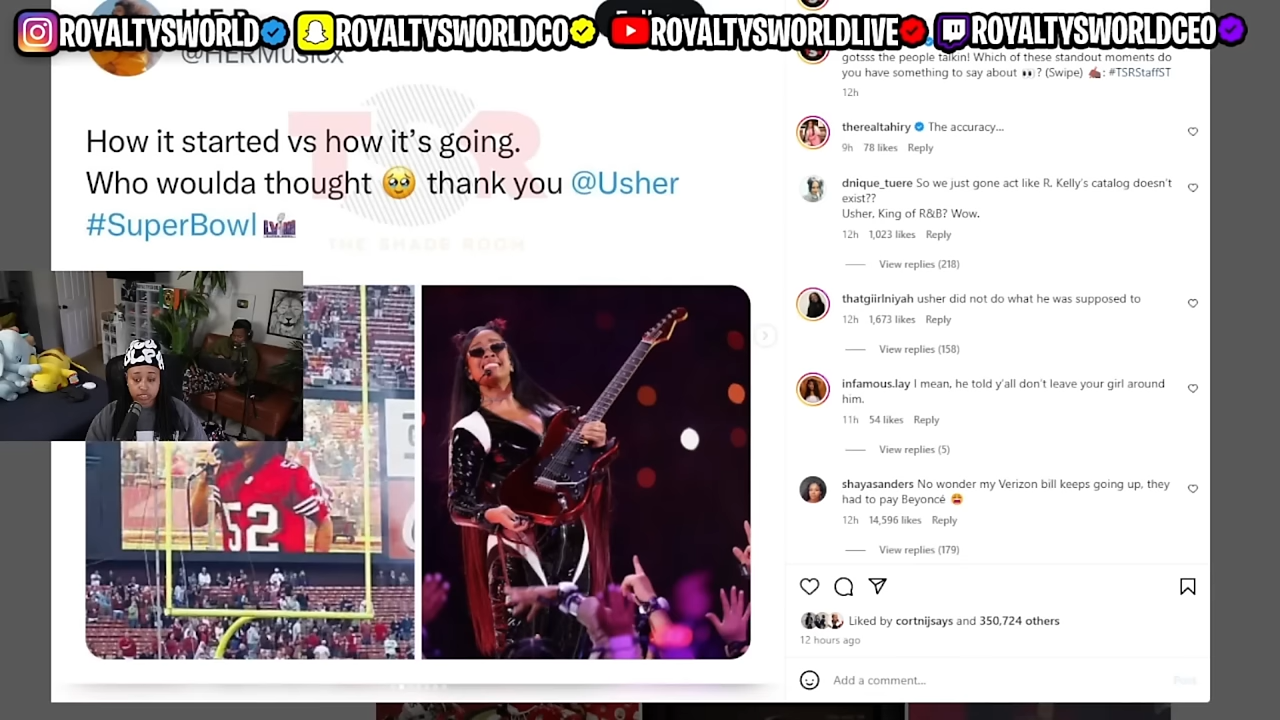 ROYALTYSWORLD ROYALTYSWORLDCO ROYALTYSWORLDLIVE ROYALTYSWORLDCEO
@HERMusicx
How it started vs how it's going.
Who woulda thought 🥹 thank you @Usher
#SuperBowl
TSR
THE SHADE ROOM
52
gotsss the people talkin! Which of these standout moments do
you have something to say about 👀? (Swipe) ✍🏾: #TSRStaffST
12h
therealtahiry The accuracy...
9h 78 likes Reply
dnique_tuere So we just gone act like R. Kelly's catalog doesn't
exist??
Usher, King of R&B? Wow.
12h 1,023 likes Reply
View replies (218)
thatgiirlniyah usher did not do what he was supposed to
12h 1,673 likes Reply
View replies (158)
infamous.lay I mean, he told y'all don't leave your girl around
him.
11h 54 likes Reply
View replies (5)
shayasanders No wonder my Verizon bill keeps going up, they
had to pay Beyoncé 😩
12h 14,596 likes Reply
View replies (179)
Liked by cortnijsays and 350,724 others
12 hours ago
Add a comment...
Post